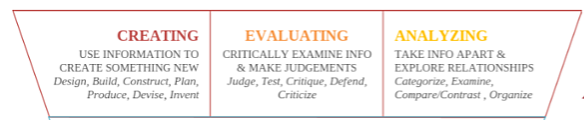 CREATING
USE INFORMATION TO
CREATE SOMETHING NEW
Design, Build, Construct, Plan,
Produce, Devise, Invent
EVALUATING
CRITICALLY EXAMINE INFO
& MAKE JUDGEMENTS
Judge, Test, Critique, Defend,
Criticize
ANALYZING
TAKE INFO APART &
EXPLORE RELATIONSHIPS
Categorize, Examine,
Compare/Contrast , Organize